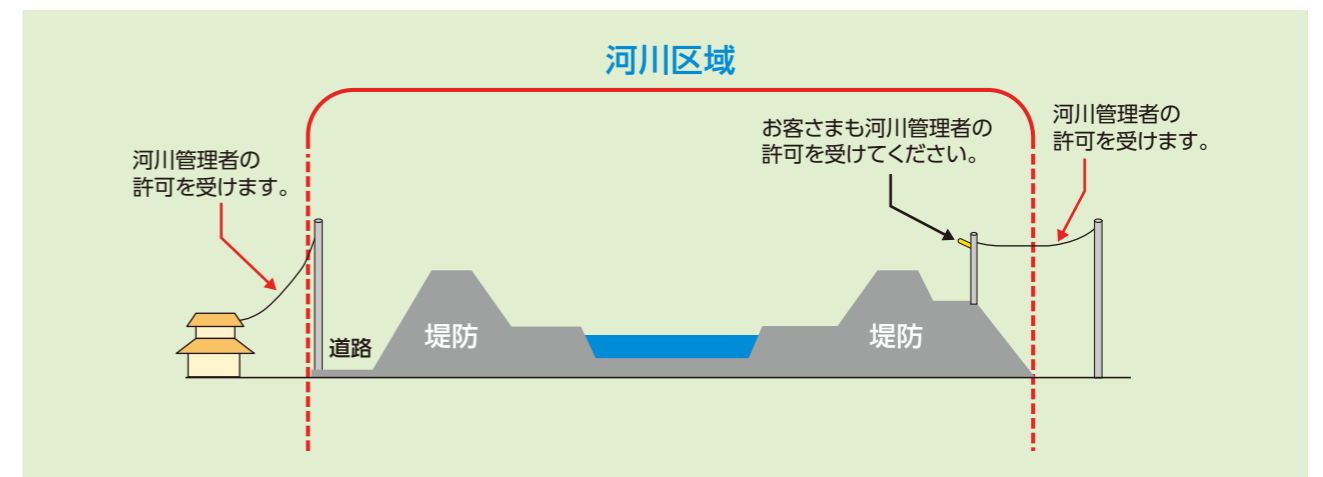 河川区域
河川管理者の
許可を受けます。
お客さまも河川管理者の
許可を受けてください。
河川管理者の
許可を受けます。
道路
堤防
堤防